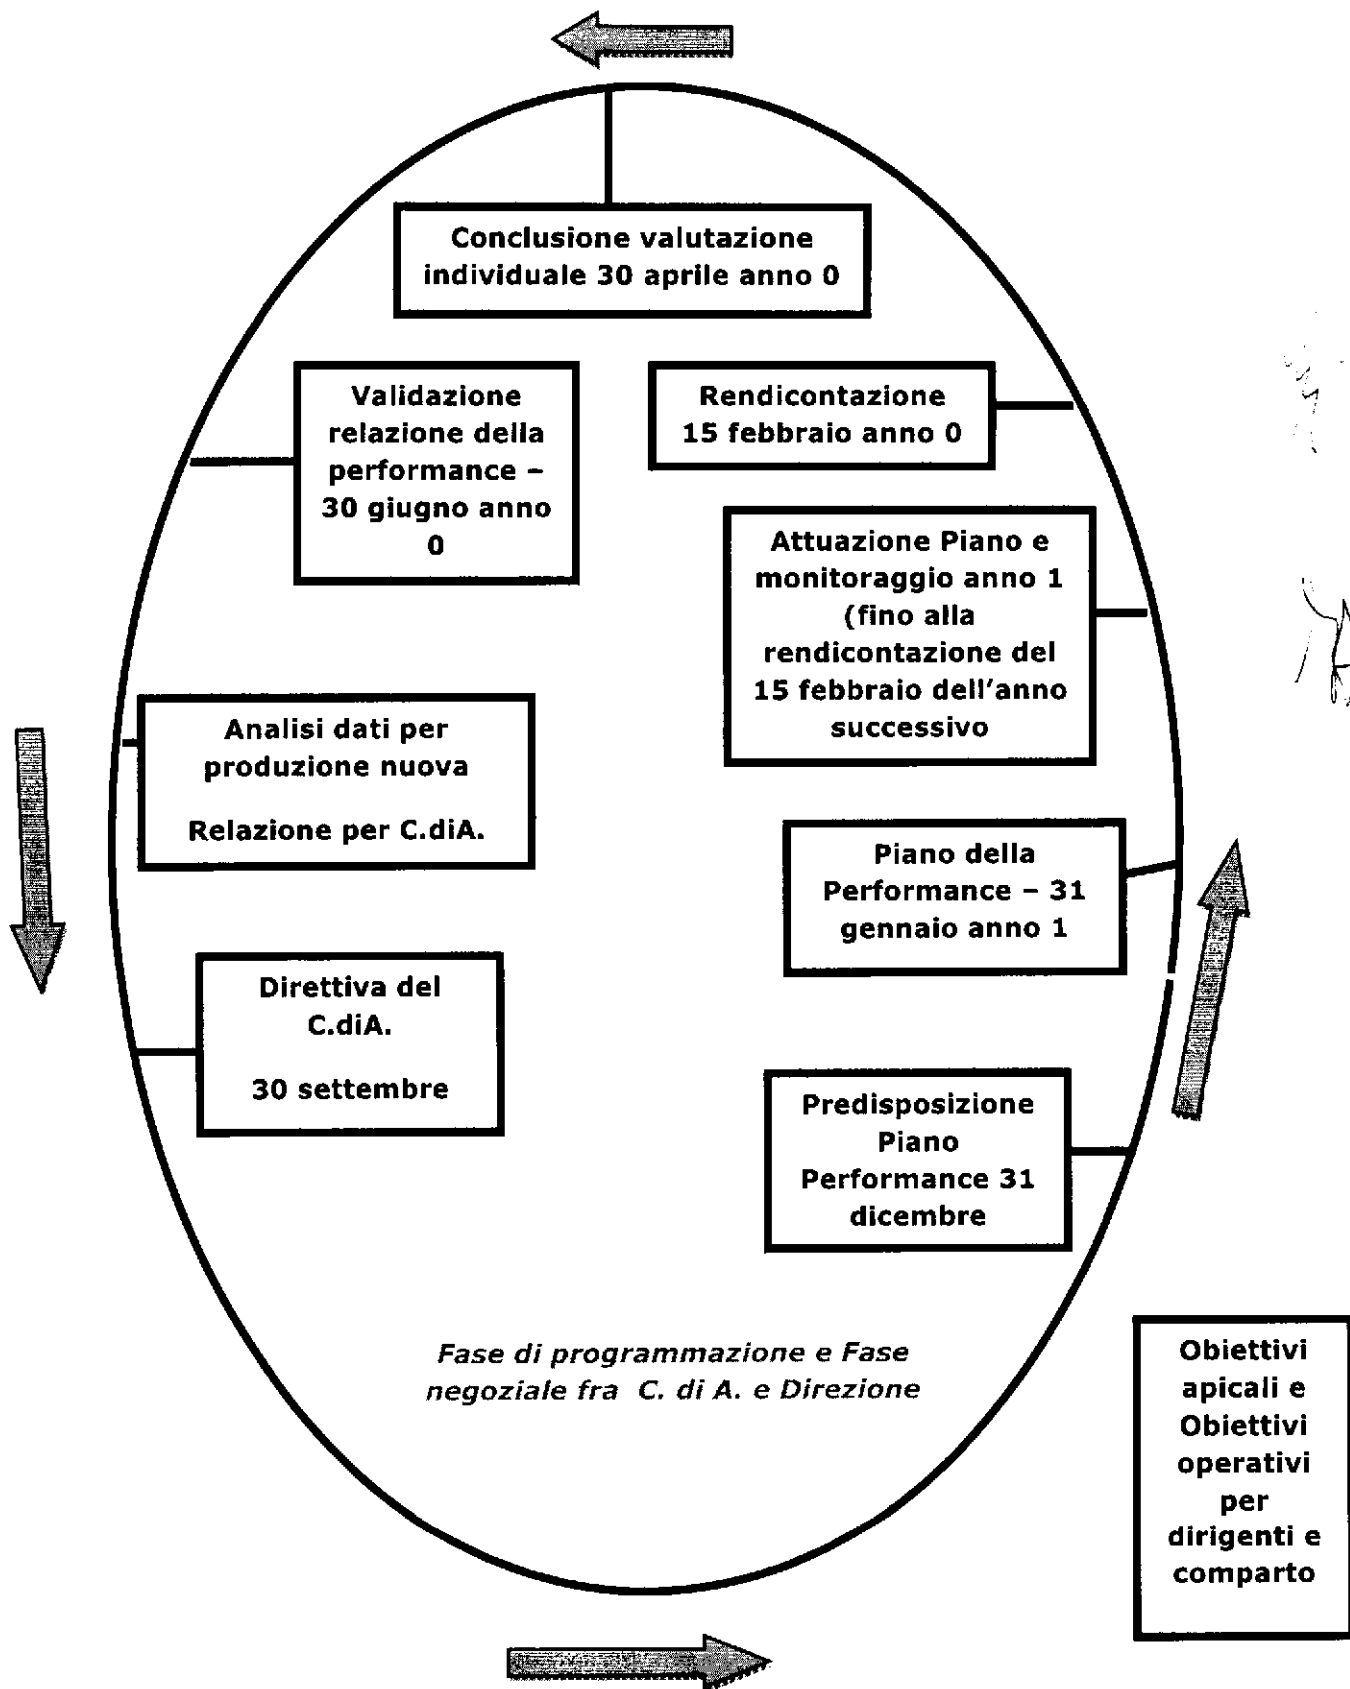 Conclusione valutazione
individuale 30 aprile anno 0
Validazione
relazione della
performance –
30 giugno anno
0
Rendicontazione
15 febbraio anno 0
Attuazione Piano e
monitoraggio anno 1
(fino alla
rendicontazione del
15 febbraio dell'anno
successivo
Analisi dati per
produzione nuova
Relazione per C.diA.
Piano della
Performance – 31
gennaio anno 1
Direttiva del
C.diA.
30 settembre
Predisposizione
Piano
Performance 31
dicembre
Fase di programmazione e Fase
negoziale fra C. di A. e Direzione
Obiettivi
apicali e
Obiettivi
operativi
per
dirigenti e
comparto